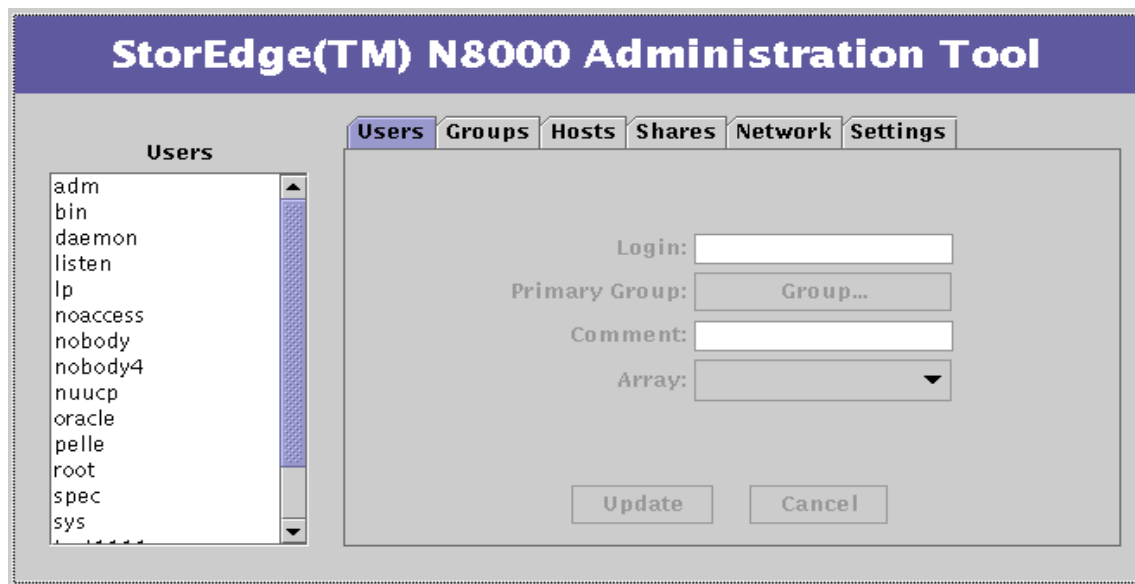 StorEdge(TM) N8000 Administration Tool
Users Groups Hosts Shares Network Settings
Users
adm
bin
daemon
listen
lp
noaccess
nobody
nobody4
nuucp
oracle
pelle
root
spec
sys
Login:
Primary Group: Group...
Comment:
Array:
Update Cancel